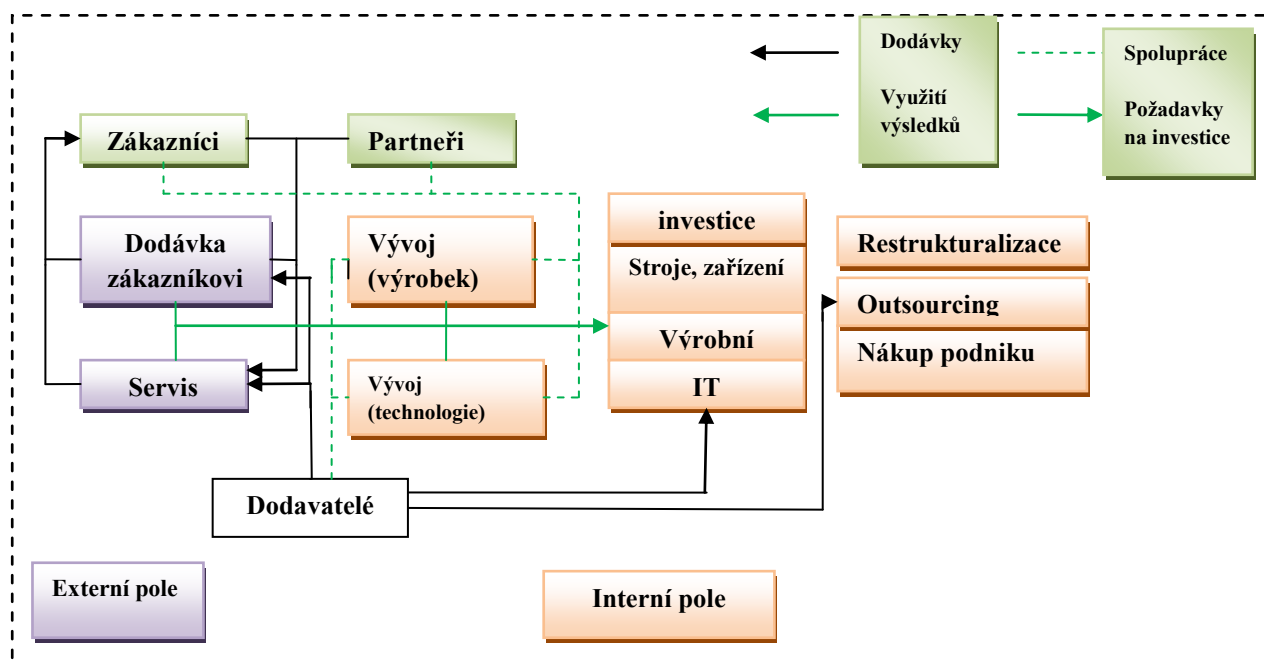 Dodávky
Využití
výsledků
Spolupráce
Požadavky
na investice
Zákazníci
Partneři
Dodávka
zákazníkovi
Vývoj
(výrobek)
investice
Stroje, zařízení
Výrobní
IT
Restrukturalizace
Outsourcing
Nákup podniku
Servis
Vývoj
(technologie)
Dodavatelé
Externí pole
Interní pole